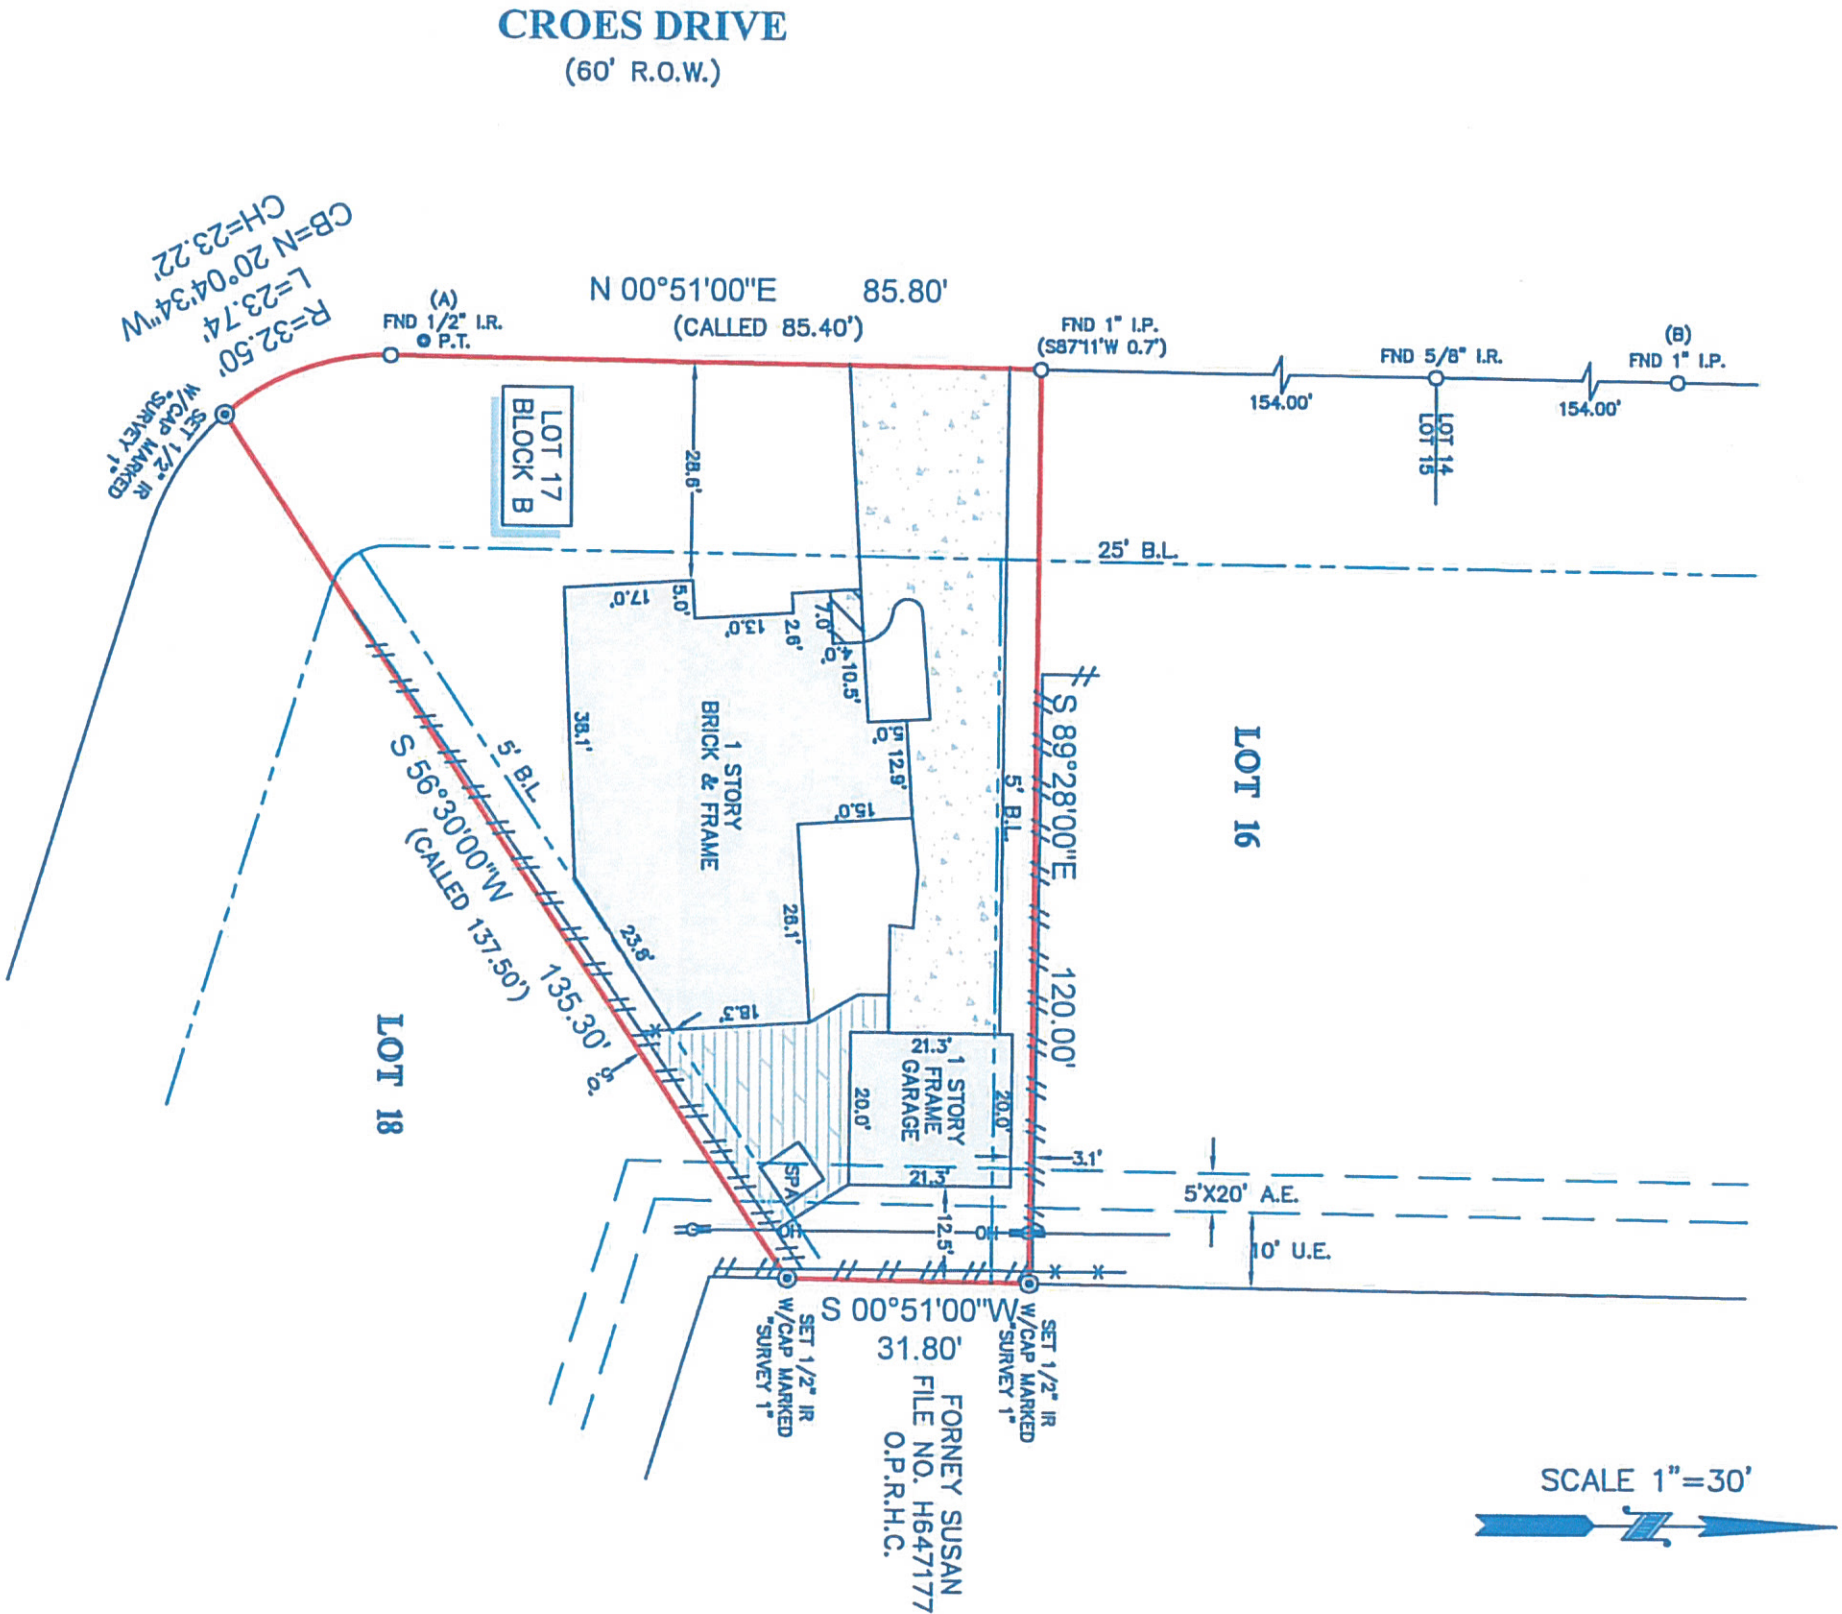 CROES DRIVE
(60' R.O.W.)
R=32.50'
L=23.74'
CB=N 20°04'34"W
CH=23.22'
SET 1/2" IR
W/CAP MARKED
"SURVEY 1"
(A)
FND 1/2" I.R.
P.T.
N 00°51'00"E 85.80'
(CALLED 85.40')
FND 1" I.P.
(S87°11'W 0.7')
154.00'
FND 5/8" I.R.
LOT 14
LOT 15
154.00'
(B)
FND 1" I.P.
LOT 17
BLOCK B
28.6'
25' B.L.
17.0'
5.0'
13.0'
2.6'
7.0'
4.0'
10.5'
5.0'
12.9'
15.0'
38.1'
1 STORY
BRICK & FRAME
26.1'
23.8'
18.3'
5' B.L.
5' B.L.
S 89°28'00"E 120.00'
LOT 16
S 56°30'00"W 135.30'
(CALLED 137.50')
LOT 18
5.0'
21.3'
1 STORY
FRAME
GARAGE
20.0'
20.0'
21.3'
3.1'
SPA
12.5'
5'X20' A.E.
10' U.E.
S 00°51'00"W
31.80'
SET 1/2" IR
W/CAP MARKED
"SURVEY 1"
SET 1/2" IR
W/CAP MARKED
"SURVEY 1"
FORNEY SUSAN
FILE NO. H647177
O.P.R.H.C.
SCALE 1"=30'